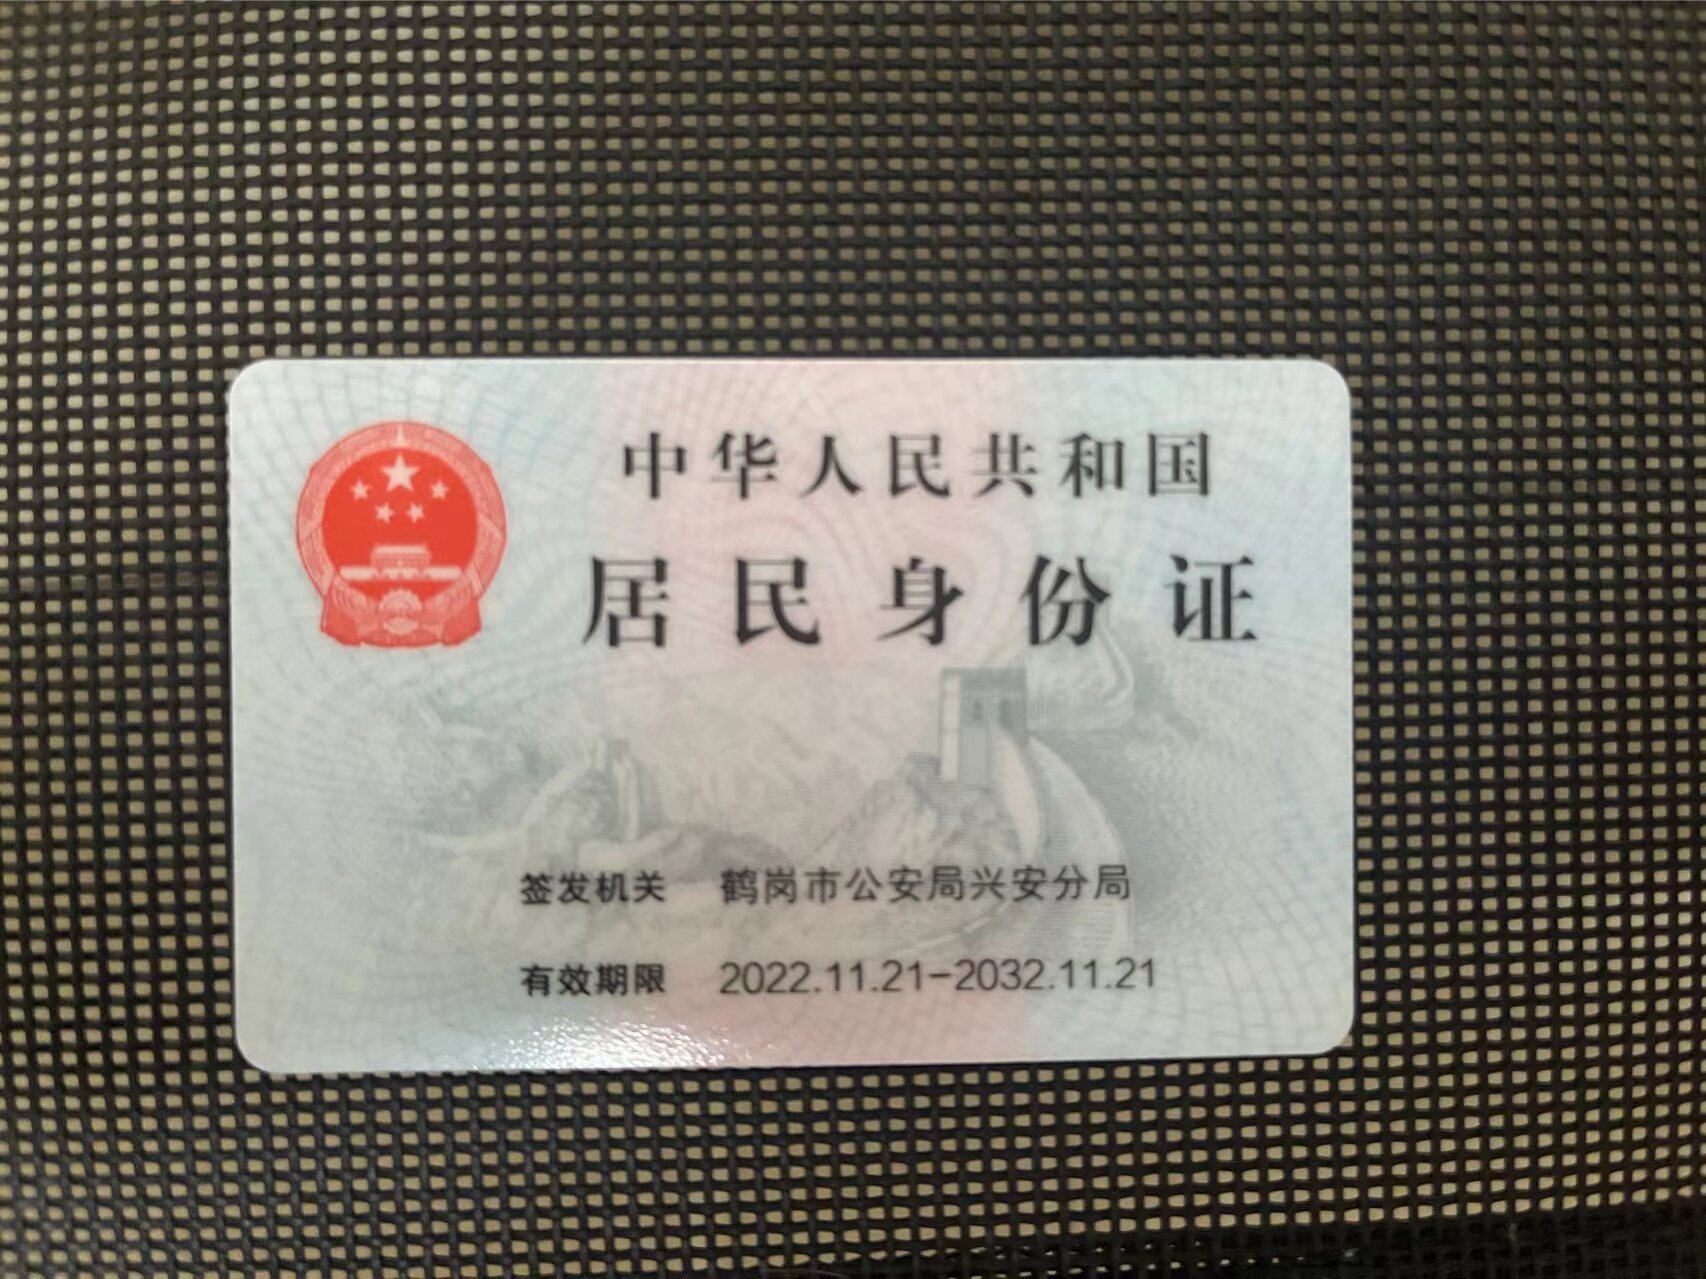 中华人民共和国
居民身份证
签发机关 鹤岗市公安局兴安分局
有效期限 2022.11.21-2032.11.21